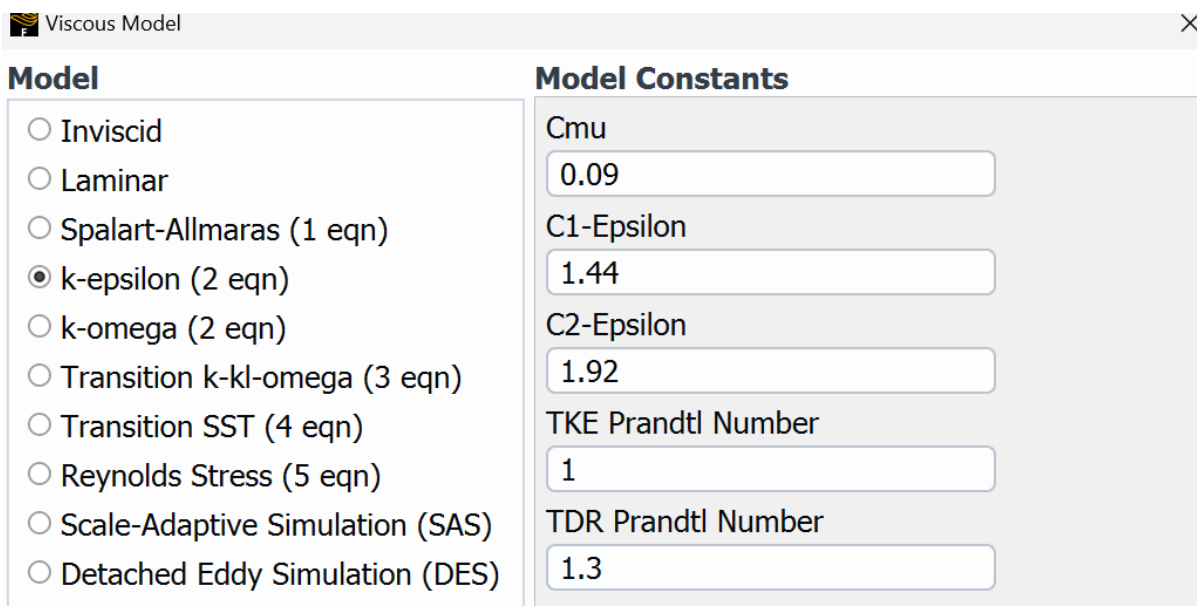 Viscous Model
Model
Inviscid
Laminar
Spalart-Allmaras (1 eqn)
k-epsilon (2 eqn)
k-omega (2 eqn)
Transition k-kl-omega (3 eqn)
Transition SST (4 eqn)
Reynolds Stress (5 eqn)
Scale-Adaptive Simulation (SAS)
Detached Eddy Simulation (DES)
Model Constants
Cmu
0.09
C1-Epsilon
1.44
C2-Epsilon
1.92
TKE Prandtl Number
1
TDR Prandtl Number
1.3